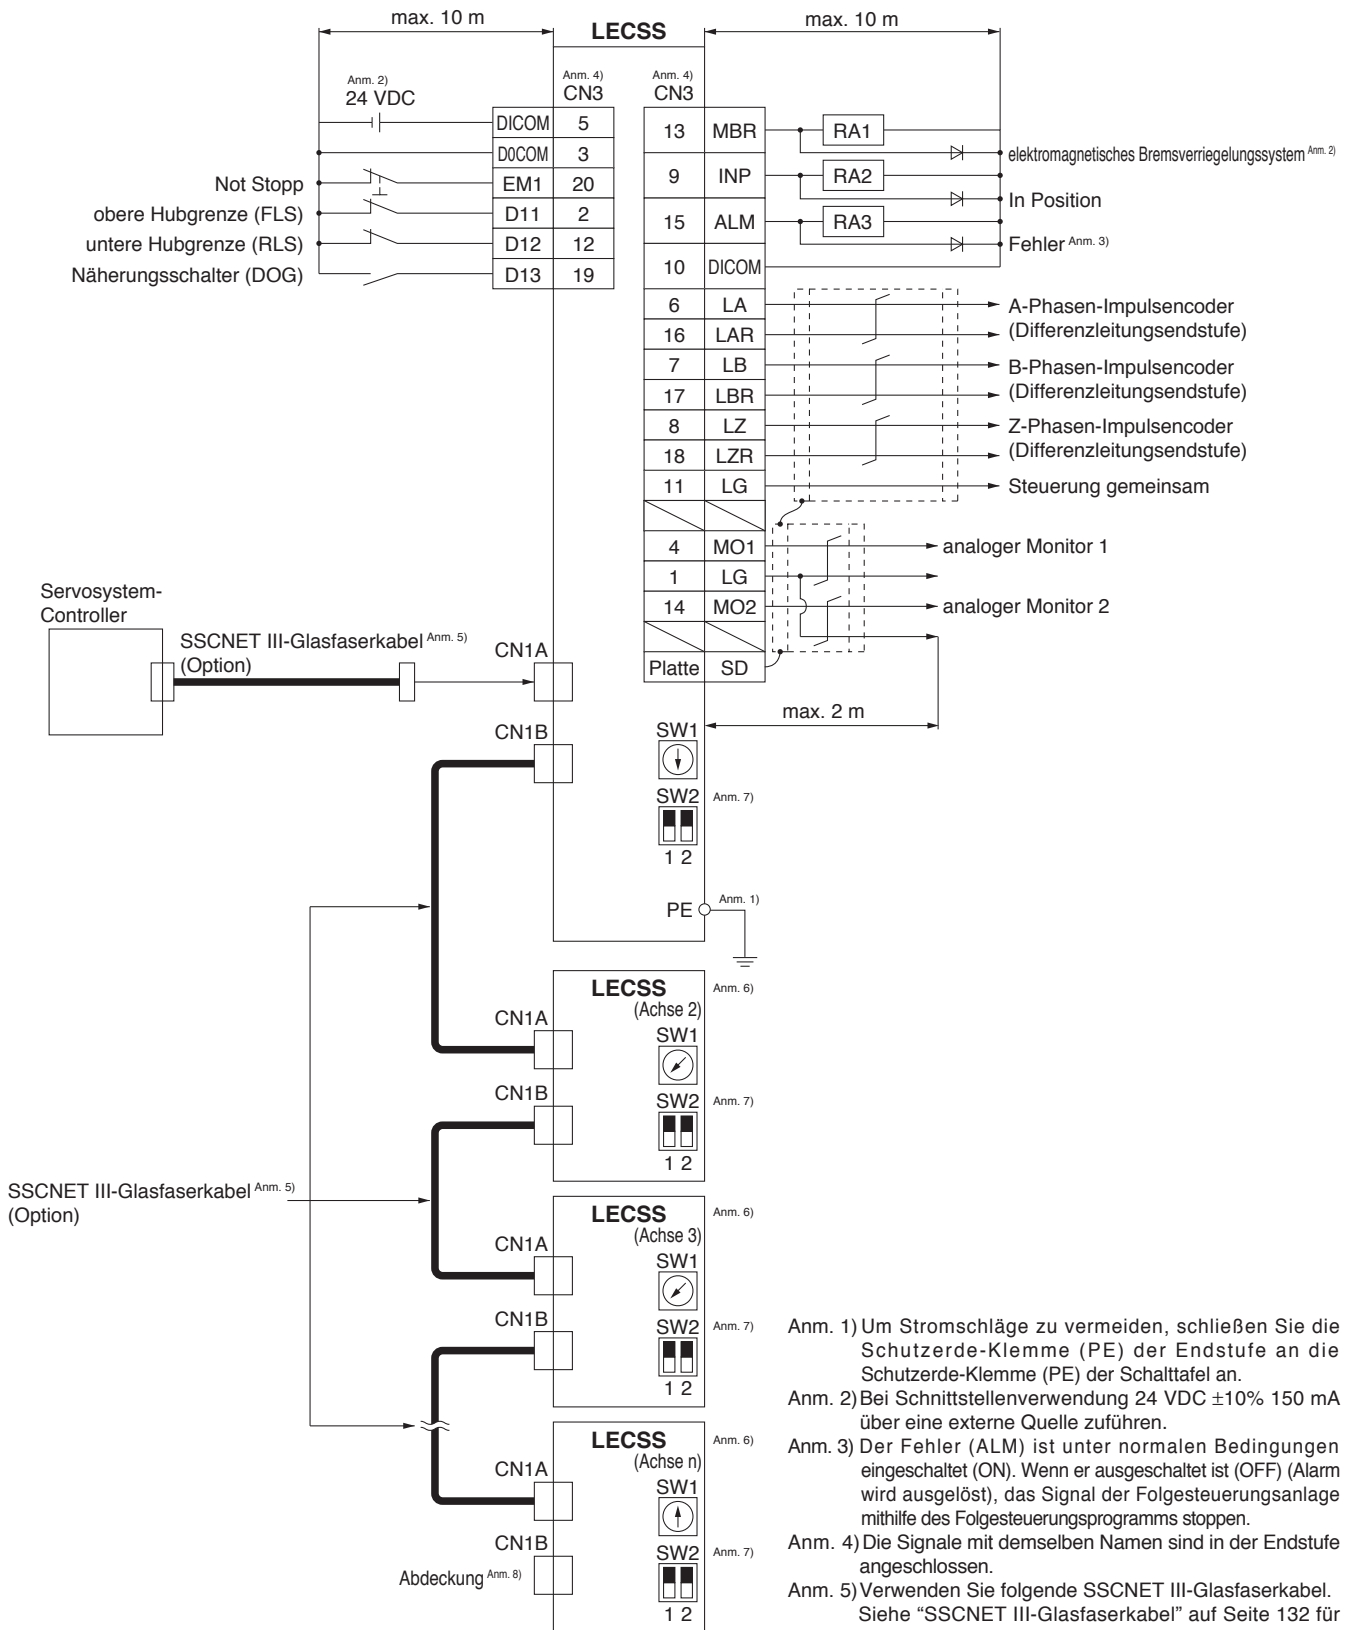 max. 10 m
LECSS
max. 10 m
Anm. 2)
24 VDC
Anm. 4)
CN3
Anm. 4)
CN3
DICOM 5
D0COM 3
Not Stopp EM1 20
obere Hubgrenze (FLS) D11 2
untere Hubgrenze (RLS) D12 12
Näherungsschalter (DOG) D13 19
13 MBR RA1
elektromagnetisches Bremsverriegelungssystem Anm. 2)
9 INP RA2
In Position
15 ALM RA3
Fehler Anm. 3)
10 DICOM
6 LA A-Phasen-Impulsencoder
16 LAR (Differenzleitungsendstufe)
7 LB B-Phasen-Impulsencoder
17 LBR (Differenzleitungsendstufe)
8 LZ Z-Phasen-Impulsencoder
18 LZR (Differenzleitungsendstufe)
11 LG Steuerung gemeinsam
4 MO1 analoger Monitor 1
1 LG
14 MO2 analoger Monitor 2
Platte SD
max. 2 m
Servosystem-
Controller
SSCNET III-Glasfaserkabel Anm. 5)
(Option)
CN1A
CN1B
SW1
SW2 Anm. 7)
1 2
PE Anm. 1)
LECSS Anm. 6)
(Achse 2)
CN1A
SW1
CN1B
SW2 Anm. 7)
1 2
SSCNET III-Glasfaserkabel Anm. 5)
(Option)
LECSS Anm. 6)
(Achse 3)
CN1A
SW1
CN1B
SW2 Anm. 7)
1 2
LECSS Anm. 6)
(Achse n)
CN1A
SW1
CN1B
SW2 Anm. 7)
Abdeckung Anm. 8)
1 2
Anm. 1) Um Stromschläge zu vermeiden, schließen Sie die
Schutzerde-Klemme (PE) der Endstufe an die
Schutzerde-Klemme (PE) der Schalttafel an.
Anm. 2) Bei Schnittstellenverwendung 24 VDC ±10% 150 mA
über eine externe Quelle zuführen.
Anm. 3) Der Fehler (ALM) ist unter normalen Bedingungen
eingeschaltet (ON). Wenn er ausgeschaltet ist (OFF) (Alarm
wird ausgelöst), das Signal der Folgesteuerungsanlage
mithilfe des Folgesteuerungsprogramms stoppen.
Anm. 4) Die Signale mit demselben Namen sind in der Endstufe
angeschlossen.
Anm. 5) Verwenden Sie folgende SSCNET III-Glasfaserkabel.
Siehe “SSCNET III-Glasfaserkabel” auf Seite 132 für